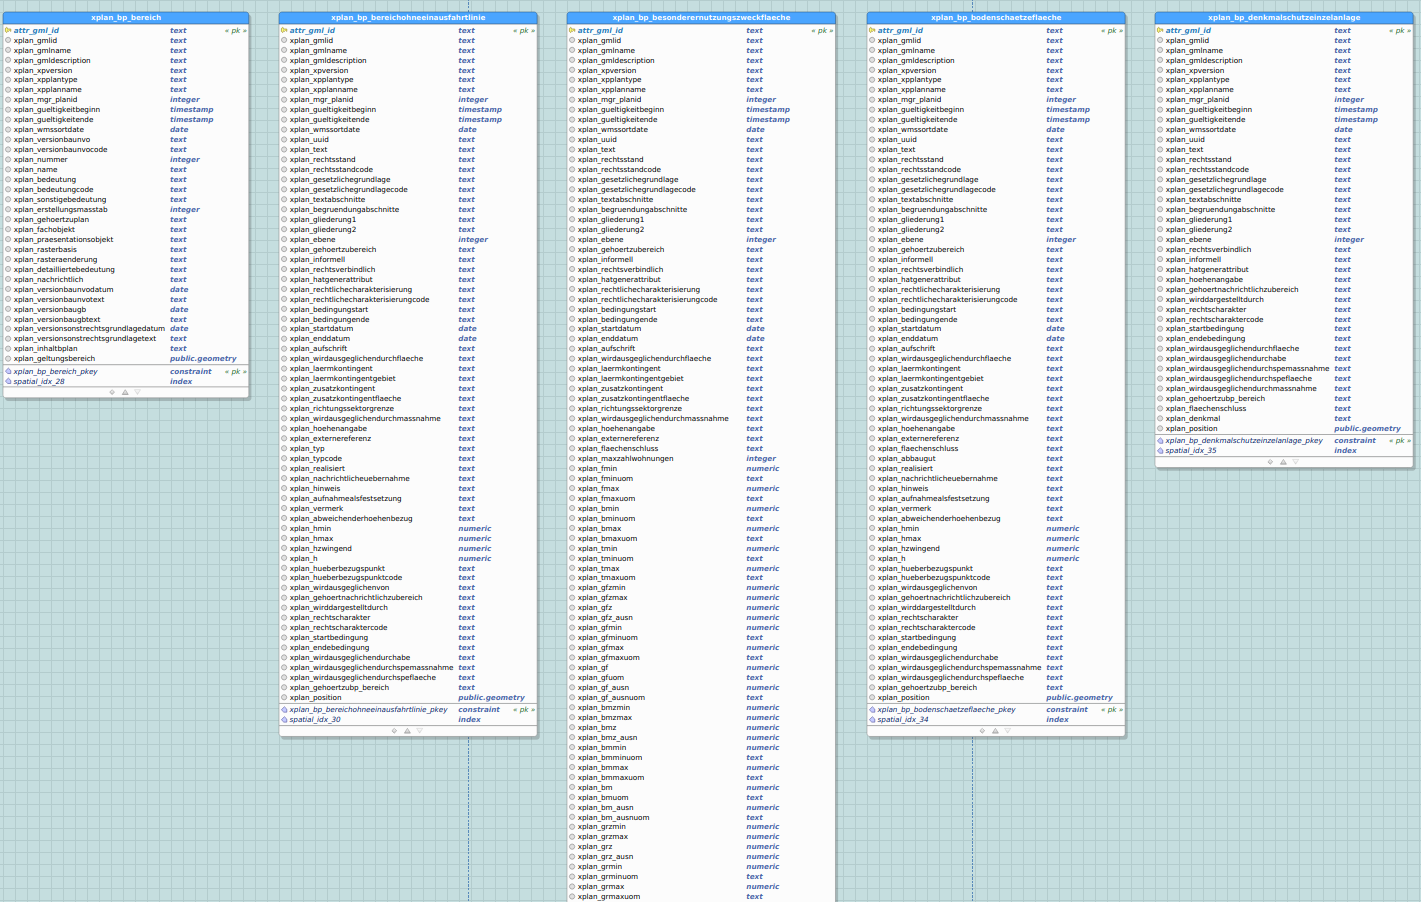 xplan_bp_bereich
attr_gml_id text « pk »
xplan_gmlid text
xplan_gmlname text
xplan_gmldescription text
xplan_xpversion text
xplan_xpplantype text
xplan_xpplanname text
xplan_mgr_planid integer
xplan_gueltigkeitbeginn timestamp
xplan_gueltigkeitende timestamp
xplan_wmssortdate date
xplan_versionbaunvo text
xplan_versionbaunvocode text
xplan_nummer integer
xplan_name text
xplan_bedeutung text
xplan_bedeutungcode text
xplan_sonstigebedeutung text
xplan_erstellungsmasstab integer
xplan_gehoertzuplan text
xplan_fachobjekt text
xplan_praesentationsobjekt text
xplan_rasterbasis text
xplan_rasteraenderung text
xplan_detailliertebedeutung text
xplan_nachrichtlich text
xplan_versionbaunvodatum date
xplan_versionbaunvotext text
xplan_versionbaugb date
xplan_versionbaugbtext text
xplan_versionsonstrechtsgrundlagedatum date
xplan_versionsonstrechtsgrundlagetext text
xplan_inhaltbplan text
xplan_geltungsbereich public.geometry
xplan_bp_bereich_pkey constraint « pk »
spatial_idx_28 index
xplan_bp_bereichohneeinausfahrtlinie
attr_gml_id text « pk »
xplan_gmlid text
xplan_gmlname text
xplan_gmldescription text
xplan_xpversion text
xplan_xpplantype text
xplan_xpplanname text
xplan_mgr_planid integer
xplan_gueltigkeitbeginn timestamp
xplan_gueltigkeitende timestamp
xplan_wmssortdate date
xplan_uuid text
xplan_text text
xplan_rechtsstand text
xplan_rechtsstandcode text
xplan_gesetzlichegrundlage text
xplan_gesetzlichegrundlagecode text
xplan_textabschnitte text
xplan_begruendungabschnitte text
xplan_gliederung1 text
xplan_gliederung2 text
xplan_ebene integer
xplan_gehoertzubereich text
xplan_informell text
xplan_rechtsverbindlich text
xplan_hatgenerattribut text
xplan_rechtlichecharakterisierung text
xplan_rechtlichecharakterisierungcode text
xplan_bedingungstart text
xplan_bedingungende text
xplan_startdatum date
xplan_enddatum date
xplan_aufschrift text
xplan_wirdausgeglichendurchflaeche text
xplan_laermkontingent text
xplan_laermkontingentgebiet text
xplan_zusatzkontingent text
xplan_zusatzkontingentflaeche text
xplan_richtungssektorgrenze text
xplan_wirdausgeglichendurchmassnahme text
xplan_hoehenangabe text
xplan_externereferenz text
xplan_typ text
xplan_typcode text
xplan_realisiert text
xplan_nachrichtlicheuebernahme text
xplan_hinweis text
xplan_aufnahmealsfestsetzung text
xplan_vermerk text
xplan_abweichenderhoehenbezug text
xplan_hmin numeric
xplan_hmax numeric
xplan_hzwingend numeric
xplan_h numeric
xplan_hueberbezugspunkt text
xplan_hueberbezugspunktcode text
xplan_wirdausgeglichenvon text
xplan_gehoertnachrichtlichzubereich text
xplan_wirddargestelltdurch text
xplan_rechtscharakter text
xplan_rechtscharaktercode text
xplan_startbedingung text
xplan_endebedingung text
xplan_wirdausgeglichendurchabe text
xplan_wirdausgeglichendurchspemassnahme text
xplan_wirdausgeglichendurchspeflaeche text
xplan_gehoertzubp_bereich text
xplan_position public.geometry
xplan_bp_bereichohneeinausfahrtlinie_pkey constraint « pk »
spatial_idx_30 index
xplan_bp_besonderernutzungszweckflaeche
attr_gml_id text « pk »
xplan_gmlid text
xplan_gmlname text
xplan_gmldescription text
xplan_xpversion text
xplan_xpplantype text
xplan_xpplanname text
xplan_mgr_planid integer
xplan_gueltigkeitbeginn timestamp
xplan_gueltigkeitende timestamp
xplan_wmssortdate date
xplan_uuid text
xplan_text text
xplan_rechtsstand text
xplan_rechtsstandcode text
xplan_gesetzlichegrundlage text
xplan_gesetzlichegrundlagecode text
xplan_textabschnitte text
xplan_begruendungabschnitte text
xplan_gliederung1 text
xplan_gliederung2 text
xplan_ebene integer
xplan_gehoertzubereich text
xplan_informell text
xplan_rechtsverbindlich text
xplan_hatgenerattribut text
xplan_rechtlichecharakterisierung text
xplan_rechtlichecharakterisierungcode text
xplan_bedingungstart text
xplan_bedingungende text
xplan_startdatum date
xplan_enddatum date
xplan_aufschrift text
xplan_wirdausgeglichendurchflaeche text
xplan_laermkontingent text
xplan_laermkontingentgebiet text
xplan_zusatzkontingent text
xplan_zusatzkontingentflaeche text
xplan_richtungssektorgrenze text
xplan_wirdausgeglichendurchmassnahme text
xplan_hoehenangabe text
xplan_externereferenz text
xplan_flaechenschluss text
xplan_maxzahlwohnungen integer
xplan_fmin numeric
xplan_fminuom text
xplan_fmax numeric
xplan_fmaxuom text
xplan_bmin numeric
xplan_bminuom text
xplan_bmax numeric
xplan_bmaxuom text
xplan_tmin numeric
xplan_tminuom text
xplan_tmax numeric
xplan_tmaxuom text
xplan_gfzmin numeric
xplan_gfzmax numeric
xplan_gfz numeric
xplan_gfz_ausn numeric
xplan_gfmin numeric
xplan_gfminuom text
xplan_gfmax numeric
xplan_gfmaxuom text
xplan_gf numeric
xplan_gfuom text
xplan_gf_ausn numeric
xplan_gf_ausnuom text
xplan_bmzmin numeric
xplan_bmzmax numeric
xplan_bmz numeric
xplan_bmz_ausn numeric
xplan_bmmin numeric
xplan_bmminuom text
xplan_bmmax numeric
xplan_bmmaxuom text
xplan_bm numeric
xplan_bmuom text
xplan_bm_ausn numeric
xplan_bm_ausnuom text
xplan_grzmin numeric
xplan_grzmax numeric
xplan_grz numeric
xplan_grz_ausn numeric
xplan_grmin numeric
xplan_grminuom text
xplan_grmax numeric
xplan_grmaxuom text
xplan_bp_bodenschaetzeflaeche
attr_gml_id text « pk »
xplan_gmlid text
xplan_gmlname text
xplan_gmldescription text
xplan_xpversion text
xplan_xpplantype text
xplan_xpplanname text
xplan_mgr_planid integer
xplan_gueltigkeitbeginn timestamp
xplan_gueltigkeitende timestamp
xplan_wmssortdate date
xplan_uuid text
xplan_text text
xplan_rechtsstand text
xplan_rechtsstandcode text
xplan_gesetzlichegrundlage text
xplan_gesetzlichegrundlagecode text
xplan_textabschnitte text
xplan_begruendungabschnitte text
xplan_gliederung1 text
xplan_gliederung2 text
xplan_ebene integer
xplan_gehoertzubereich text
xplan_informell text
xplan_rechtsverbindlich text
xplan_hatgenerattribut text
xplan_rechtlichecharakterisierung text
xplan_rechtlichecharakterisierungcode text
xplan_bedingungstart text
xplan_bedingungende text
xplan_startdatum date
xplan_enddatum date
xplan_aufschrift text
xplan_wirdausgeglichendurchflaeche text
xplan_laermkontingent text
xplan_laermkontingentgebiet text
xplan_zusatzkontingent text
xplan_zusatzkontingentflaeche text
xplan_richtungssektorgrenze text
xplan_wirdausgeglichendurchmassnahme text
xplan_hoehenangabe text
xplan_externereferenz text
xplan_flaechenschluss text
xplan_abbaugut text
xplan_realisiert text
xplan_nachrichtlicheuebernahme text
xplan_hinweis text
xplan_aufnahmealsfestsetzung text
xplan_vermerk text
xplan_abweichenderhoehenbezug text
xplan_hmin numeric
xplan_hmax numeric
xplan_hzwingend numeric
xplan_h numeric
xplan_hueberbezugspunkt text
xplan_hueberbezugspunktcode text
xplan_wirdausgeglichenvon text
xplan_gehoertnachrichtlichzubereich text
xplan_wirddargestelltdurch text
xplan_rechtscharakter text
xplan_rechtscharaktercode text
xplan_startbedingung text
xplan_endebedingung text
xplan_wirdausgeglichendurchabe text
xplan_wirdausgeglichendurchspemassnahme text
xplan_wirdausgeglichendurchspeflaeche text
xplan_gehoertzubp_bereich text
xplan_position public.geometry
xplan_bp_bodenschaetzeflaeche_pkey constraint « pk »
spatial_idx_34 index
xplan_bp_denkmalschutzeinzelanlage
attr_gml_id text « pk »
xplan_gmlid text
xplan_gmlname text
xplan_gmldescription text
xplan_xpversion text
xplan_xpplantype text
xplan_xpplanname text
xplan_mgr_planid integer
xplan_gueltigkeitbeginn timestamp
xplan_gueltigkeitende timestamp
xplan_wmssortdate date
xplan_uuid text
xplan_text text
xplan_rechtsstand text
xplan_rechtsstandcode text
xplan_gesetzlichegrundlage text
xplan_gesetzlichegrundlagecode text
xplan_textabschnitte text
xplan_begruendungabschnitte text
xplan_gliederung1 text
xplan_gliederung2 text
xplan_ebene integer
xplan_rechtsverbindlich text
xplan_informell text
xplan_hatgenerattribut text
xplan_hoehenangabe text
xplan_gehoertnachrichtlichzubereich text
xplan_wirddargestelltdurch text
xplan_rechtscharakter text
xplan_rechtscharaktercode text
xplan_startbedingung text
xplan_endebedingung text
xplan_wirdausgeglichendurchflaeche text
xplan_wirdausgeglichendurchabe text
xplan_wirdausgeglichendurchspemassnahme text
xplan_wirdausgeglichendurchspeflaeche text
xplan_wirdausgeglichendurchmassnahme text
xplan_gehoertzubp_bereich text
xplan_flaechenschluss text
xplan_denkmal text
xplan_position public.geometry
xplan_bp_denkmalschutzeinzelanlage_pkey constraint « pk »
spatial_idx_35 index